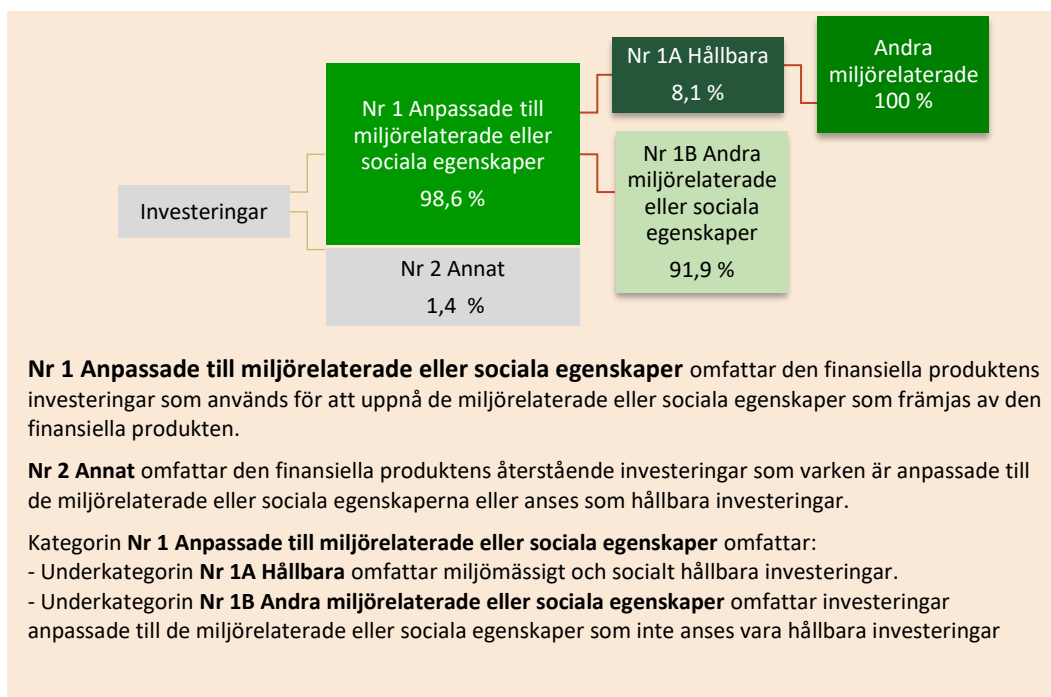 Investeringar
Nr 1 Anpassade till
miljörelaterade eller
sociala egenskaper
98,6 %
Nr 2 Annat
1,4 %
Nr 1A Hållbara
8,1 %
Nr 1B Andra
miljörelaterade
eller sociala
egenskaper
91,9 %
Andra
miljörelaterade
100 %
Nr 1 Anpassade till miljörelaterade eller sociala egenskaper omfattar den finansiella produktens
investeringar som används för att uppnå de miljörelaterade eller sociala egenskaper som främjas av den
finansiella produkten.
Nr 2 Annat omfattar den finansiella produktens återstående investeringar som varken är anpassade till
de miljörelaterade eller sociala egenskaperna eller anses som hållbara investeringar.
Kategorin Nr 1 Anpassade till miljörelaterade eller sociala egenskaper omfattar:
- Underkategorin Nr 1A Hållbara omfattar miljömässigt och socialt hållbara investeringar.
- Underkategorin Nr 1B Andra miljörelaterade eller sociala egenskaper omfattar investeringar
anpassade till de miljörelaterade eller sociala egenskaper som inte anses vara hållbara investeringar